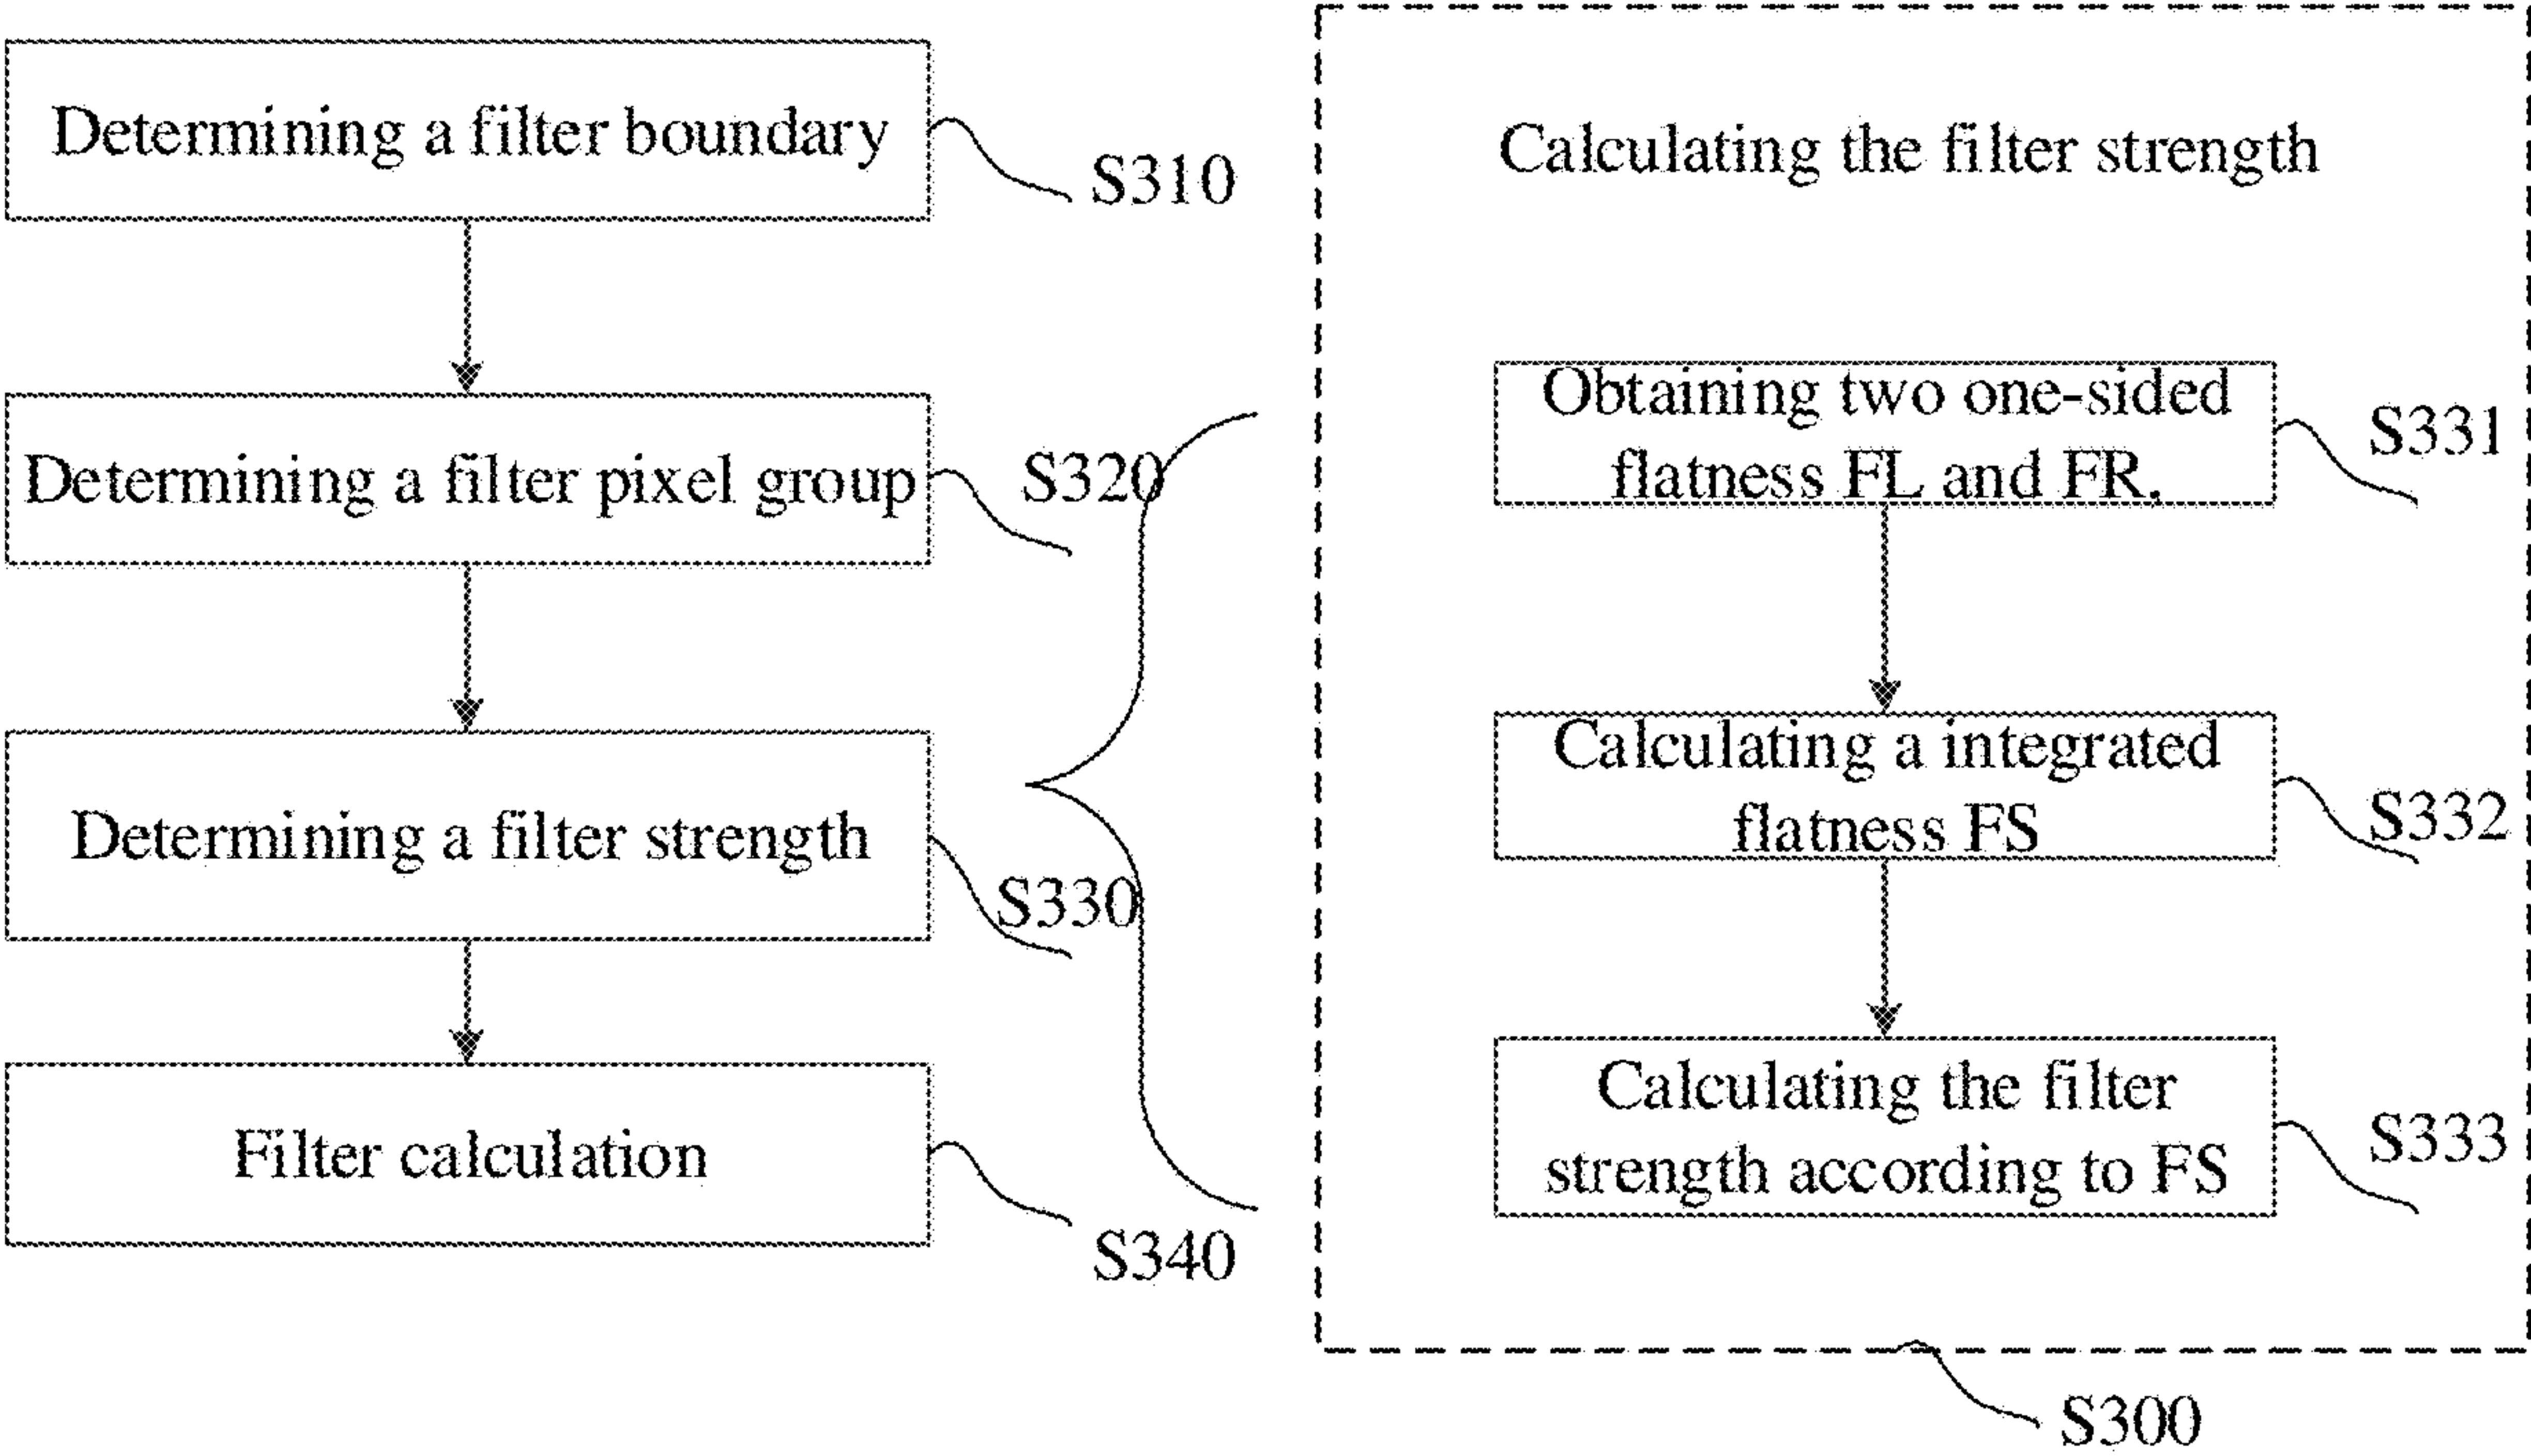 Determining a filter boundary
S310
Determining a filter pixel group
S320
Determining a filter strength
S330
Filter calculation
S340
Calculating the filter strength
Obtaining two one-sided
flatness FL and FR.
S331
Calculating a integrated
flatness FS
S332
Calculating the filter
strength according to FS
S333
S300